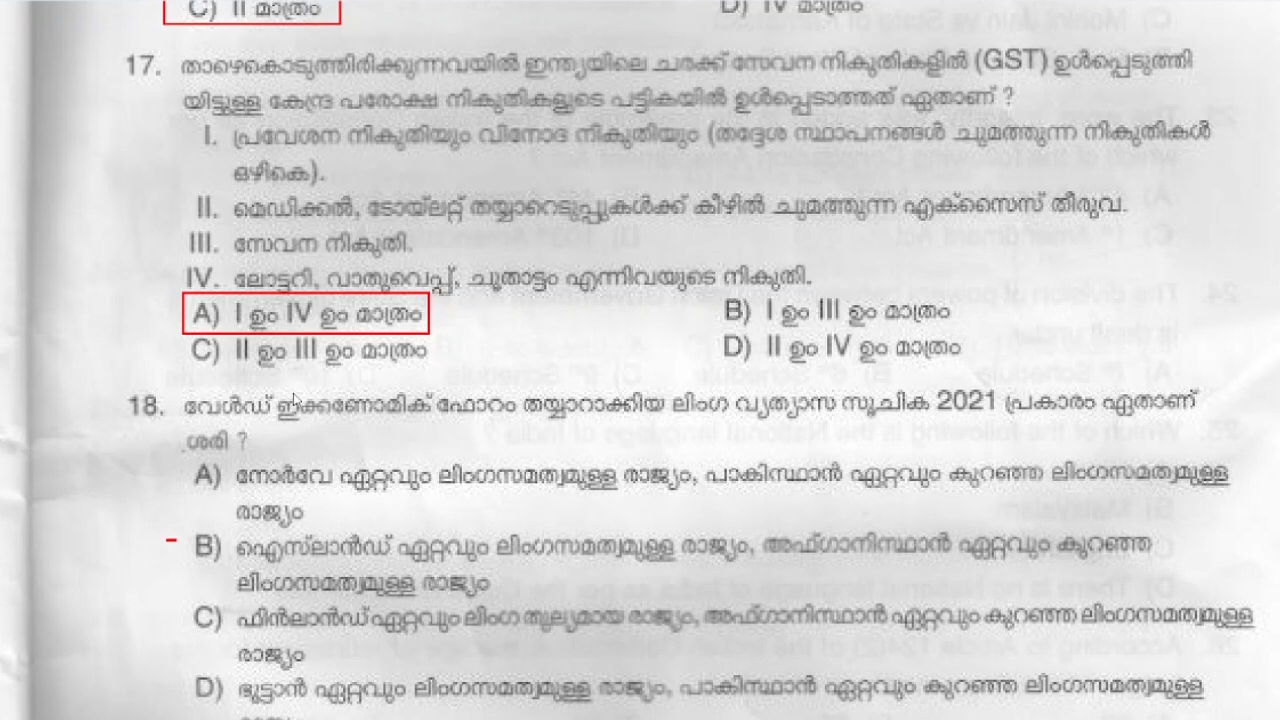 C) II മാത്രം D) IV മാത്രം
17. താഴെകൊടുത്തിരിക്കുന്നവയിൽ ഇന്ത്യയിലെ ചരക്ക് സേവന നികുതികളിൽ (GST) ഉൾപ്പെടുത്തി
യിട്ടുള്ള കേന്ദ്ര പരോക്ഷ നികുതികളുടെ പട്ടികയിൽ ഉൾപ്പെടാത്തത് ഏതാണ് ?
I. പ്രവേശന നികുതിയും വിനോദ നികുതിയും (തദ്ദേശ സ്ഥാപനങ്ങൾ ചുമത്തുന്ന നികുതികൾ
ഒഴികെ).
II. മെഡിക്കൽ, ടോയ്ലറ്റ് തയ്യാറെടുപ്പുകൾക്ക് കീഴിൽ ചുമത്തുന്ന എക്സൈസ് തീരുവ.
III. സേവന നികുതി.
IV. ലോട്ടറി, വാതുവെപ്പ്, ചൂതാട്ടം എന്നിവയുടെ നികുതി.
A) I ഉം IV ഉം മാത്രം B) I ഉം III ഉം മാത്രം
C) II ഉം III ഉം മാത്രം D) II ഉം IV ഉം മാത്രം
18. വേൾഡ് ഇക്കണോമിക് ഫോറം തയ്യാറാക്കിയ ലിംഗ വ്യത്യാസ സൂചിക 2021 പ്രകാരം ഏതാണ്
ശരി ?
A) നോർവേ ഏറ്റവും ലിംഗസമത്വമുള്ള രാജ്യം, പാകിസ്ഥാൻ ഏറ്റവും കുറഞ്ഞ ലിംഗസമത്വമുള്ള
രാജ്യം
B) ഐസ്ലാൻഡ് ഏറ്റവും ലിംഗസമത്വമുള്ള രാജ്യം, അഫ്ഗാനിസ്ഥാൻ ഏറ്റവും കുറഞ്ഞ
ലിംഗസമത്വമുള്ള രാജ്യം
C) ഫിൻലാൻഡ് ഏറ്റവും ലിംഗ തുല്യമായ രാജ്യം, അഫ്ഗാനിസ്ഥാൻ ഏറ്റവും കുറഞ്ഞ ലിംഗസമത്വമുള്ള
രാജ്യം
D) ഭൂട്ടാൻ ഏറ്റവും ലിംഗസമത്വമുള്ള രാജ്യം, പാകിസ്ഥാൻ ഏറ്റവും കുറഞ്ഞ ലിംഗസമത്വമുള്ള